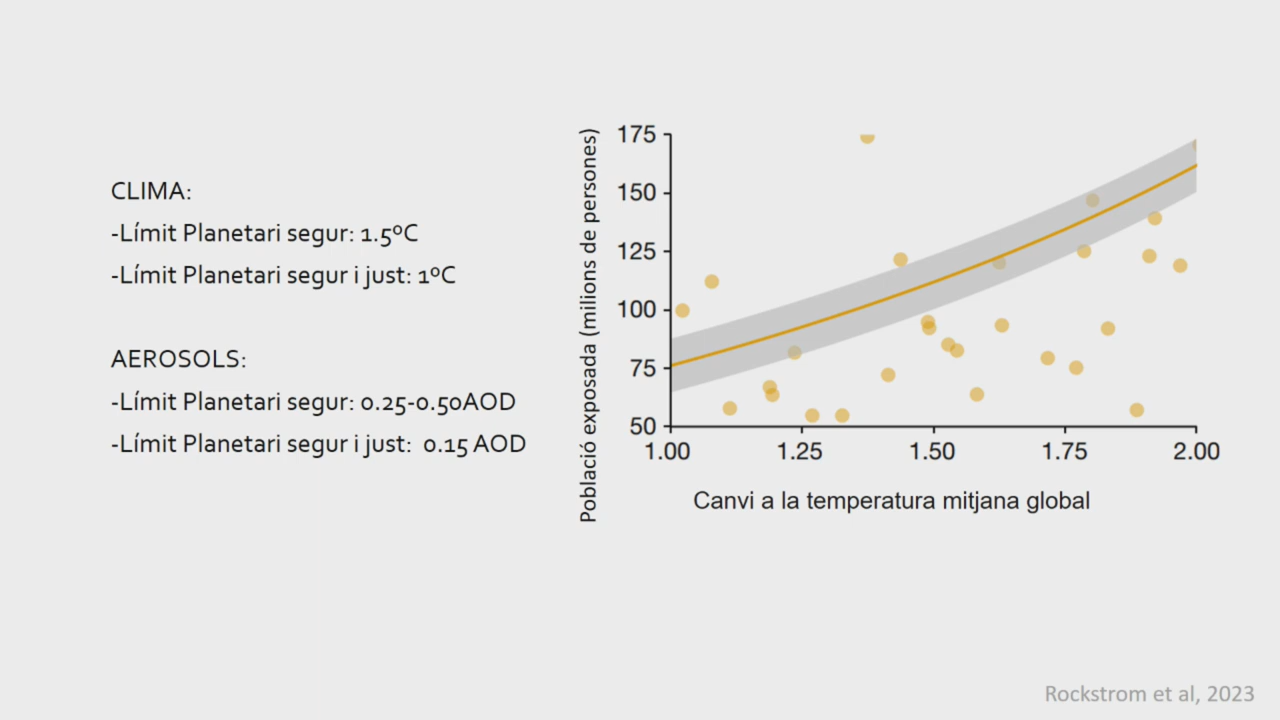 CLIMA:
-Límit Planetari segur: 1.5ºC
-Límit Planetari segur i just: 1ºC
AEROSOLS:
-Límit Planetari segur: 0.25-0.50AOD
-Límit Planetari segur i just: 0.15 AOD
Població exposada (milions de persones)
175
150
125
100
75
50
1.00 1.25 1.50 1.75 2.00
Canvi a la temperatura mitjana global
Rockstrom et al, 2023